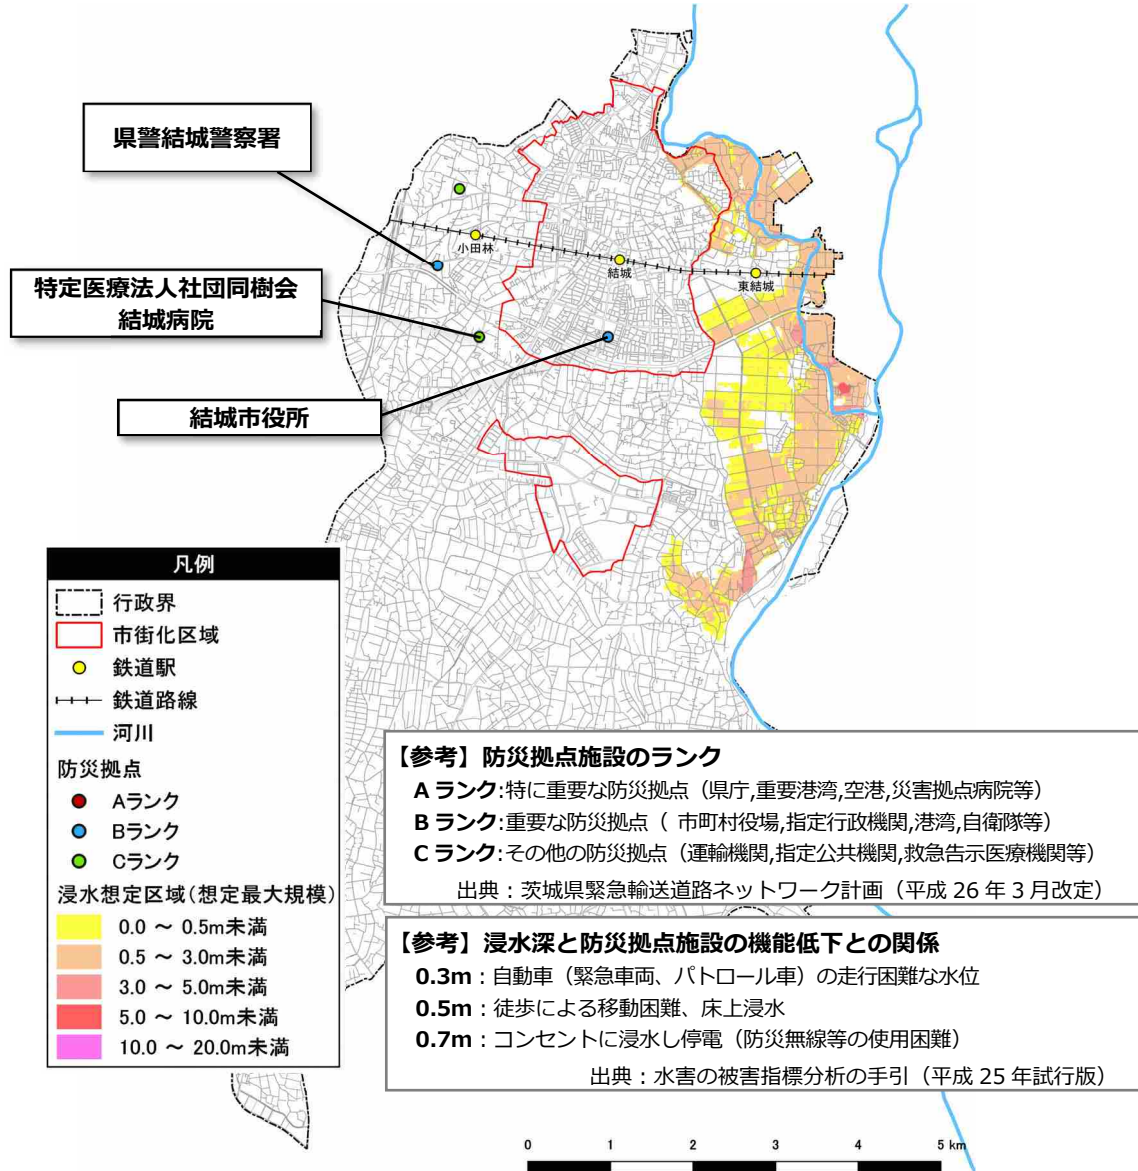 県警結城警察署
特定医療法人社団同樹会
結城病院
結城市役所
小田林
結城
東結城
凡例
行政界
市街化区域
鉄道駅
鉄道路線
河川
防災拠点
Aランク
Bランク
Cランク
浸水想定区域(想定最大規模)
0.0 ～ 0.5m未満
0.5 ～ 3.0m未満
3.0 ～ 5.0m未満
5.0 ～ 10.0m未満
10.0 ～ 20.0m未満
【参考】防災拠点施設のランク
A ランク:特に重要な防災拠点（県庁,重要港湾,空港,災害拠点病院等）
B ランク:重要な防災拠点（ 市町村役場,指定行政機関,港湾,自衛隊等）
C ランク:その他の防災拠点（運輸機関,指定公共機関,救急告示医療機関等）
出典：茨城県緊急輸送道路ネットワーク計画（平成 26 年 3 月改定）
【参考】浸水深と防災拠点施設の機能低下との関係
0.3m：自動車（緊急車両、パトロール車）の走行困難な水位
0.5m：徒歩による移動困難、床上浸水
0.7m：コンセントに浸水し停電（防災無線等の使用困難）
出典：水害の被害指標分析の手引（平成 25 年試行版）
0 1 2 3 4 5 km